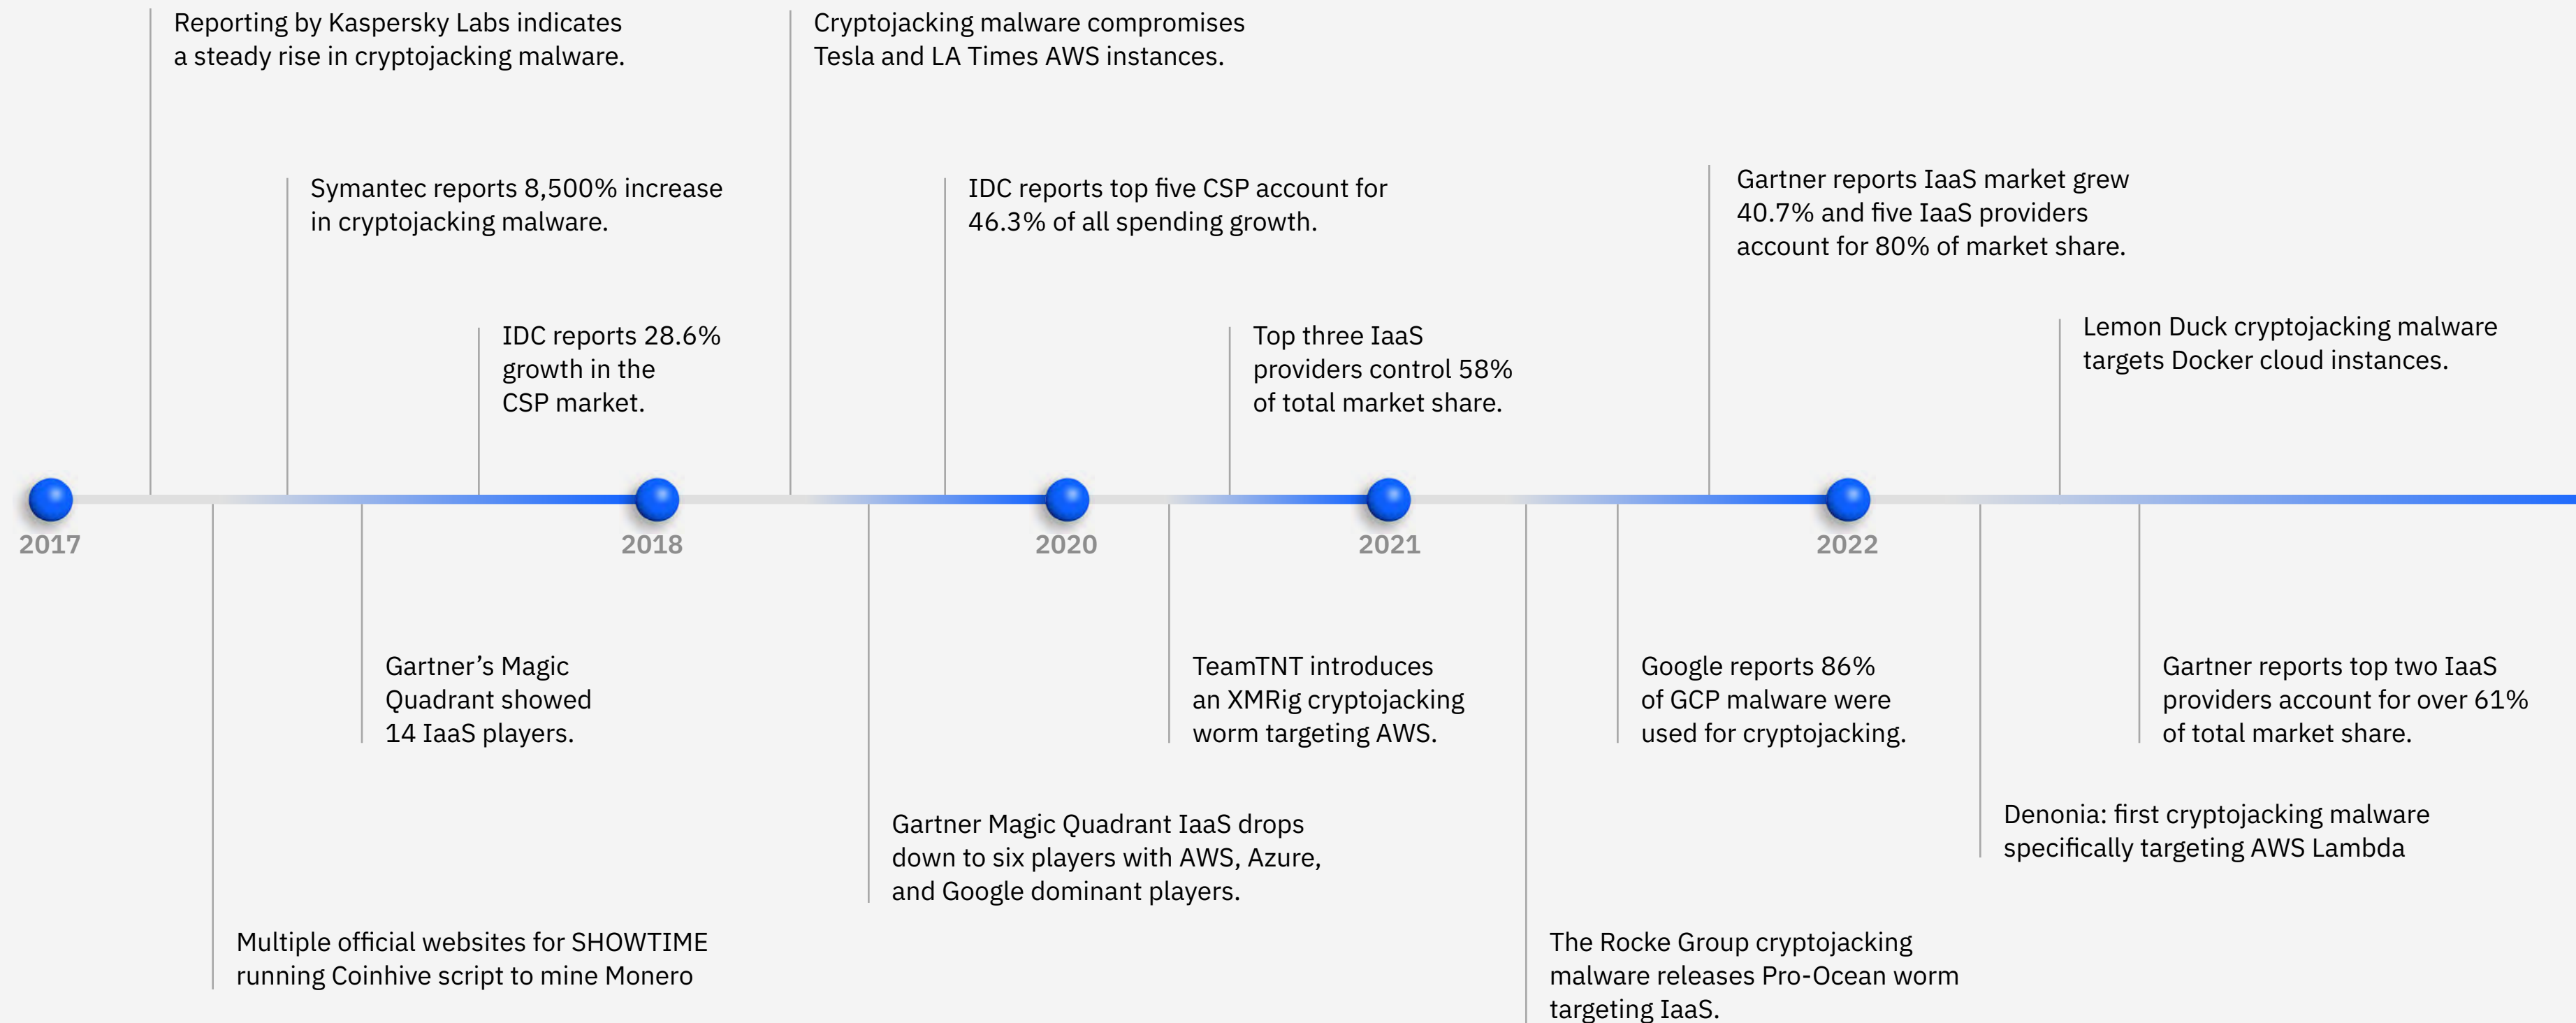 Reporting by Kaspersky Labs indicates
a steady rise in cryptojacking malware.
Cryptojacking malware compromises
Tesla and LA Times AWS instances.
Symantec reports 8,500% increase
in cryptojacking malware.
IDC reports top five CSP account for
46.3% of all spending growth.
Gartner reports IaaS market grew
40.7% and five IaaS providers
account for 80% of market share.
IDC reports 28.6%
growth in the
CSP market.
Top three IaaS
providers control 58%
of total market share.
Lemon Duck cryptojacking malware
targets Docker cloud instances.
2017
2018
2020
2021
2022
Gartner’s Magic
Quadrant showed
14 IaaS players.
TeamTNT introduces
an XMRig cryptojacking
worm targeting AWS.
Google reports 86%
of GCP malware were
used for cryptojacking.
Gartner reports top two IaaS
providers account for over 61%
of total market share.
Gartner Magic Quadrant IaaS drops
down to six players with AWS, Azure,
and Google dominant players.
Denonia: first cryptojacking malware
specifically targeting AWS Lambda
Multiple official websites for SHOWTIME
running Coinhive script to mine Monero
The Rocke Group cryptojacking
malware releases Pro-Ocean worm
targeting IaaS.